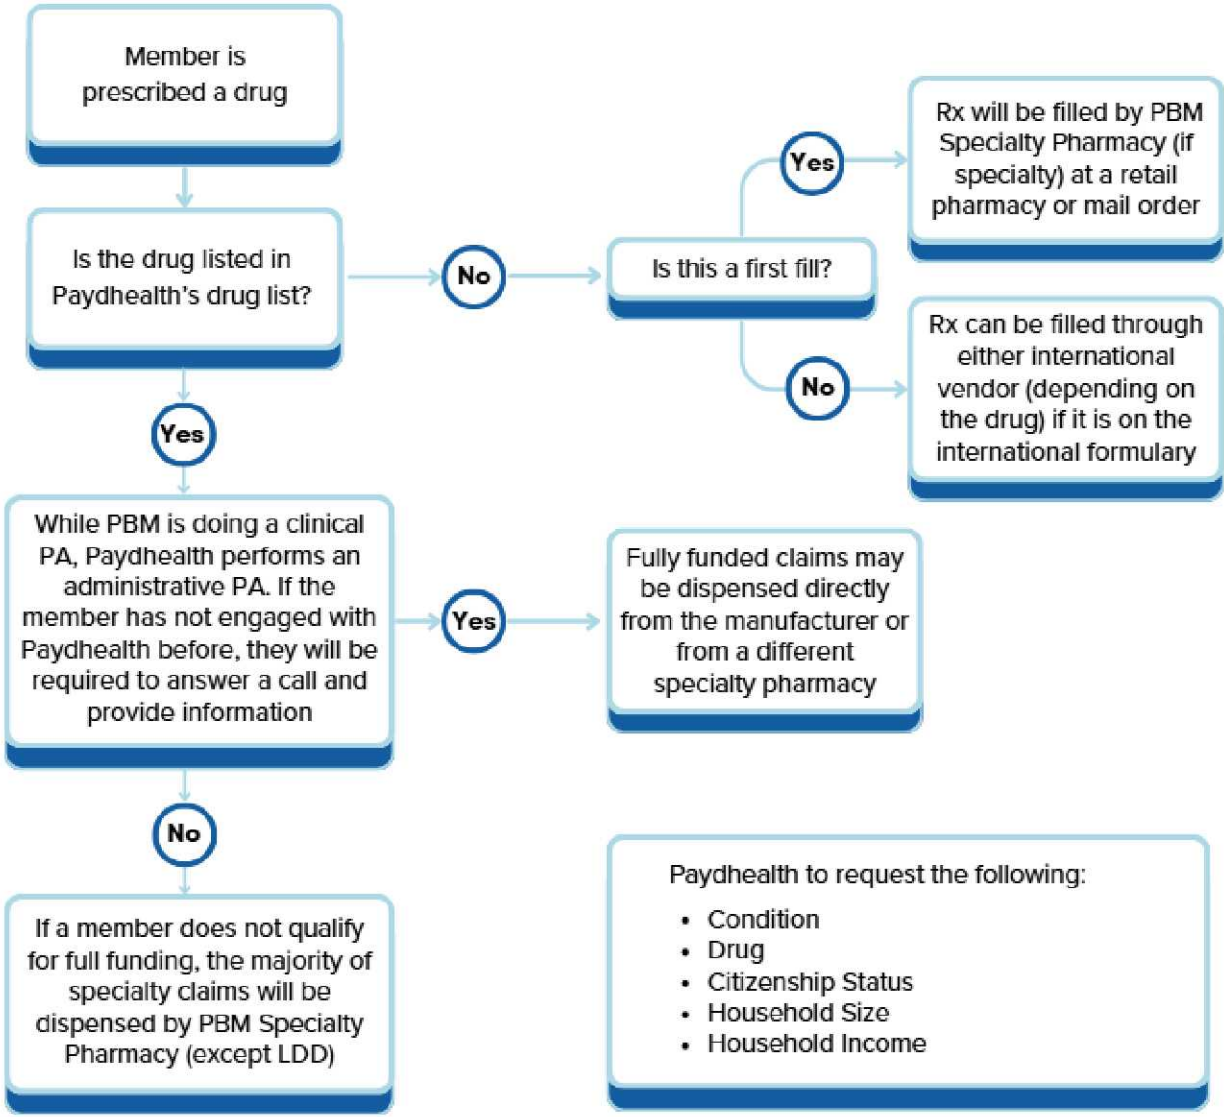 Member is
prescribed a drug
Is the drug listed in
Paydhealth's drug list?
No
Is this a first fill?
Yes
Rx will be filled by PBM
Specialty Pharmacy (if
specialty) at a retail
pharmacy or mail order
No
Rx can be filled through
either international
vendor (depending on
the drug) if it is on the
international formulary
Yes
While PBM is doing a clinical
PA, Paydhealth performs an
administrative PA. If the
member has not engaged with
Paydhealth before, they will be
required to answer a call and
provide information
Yes
Fully funded claims may
be dispensed directly
from the manufacturer or
from a different
specialty pharmacy
No
If a member does not qualify
for full funding, the majority of
specialty claims will be
dispensed by PBM Specialty
Pharmacy (except LDD)
Paydhealth to request the following:
• Condition
• Drug
• Citizenship Status
• Household Size
• Household Income